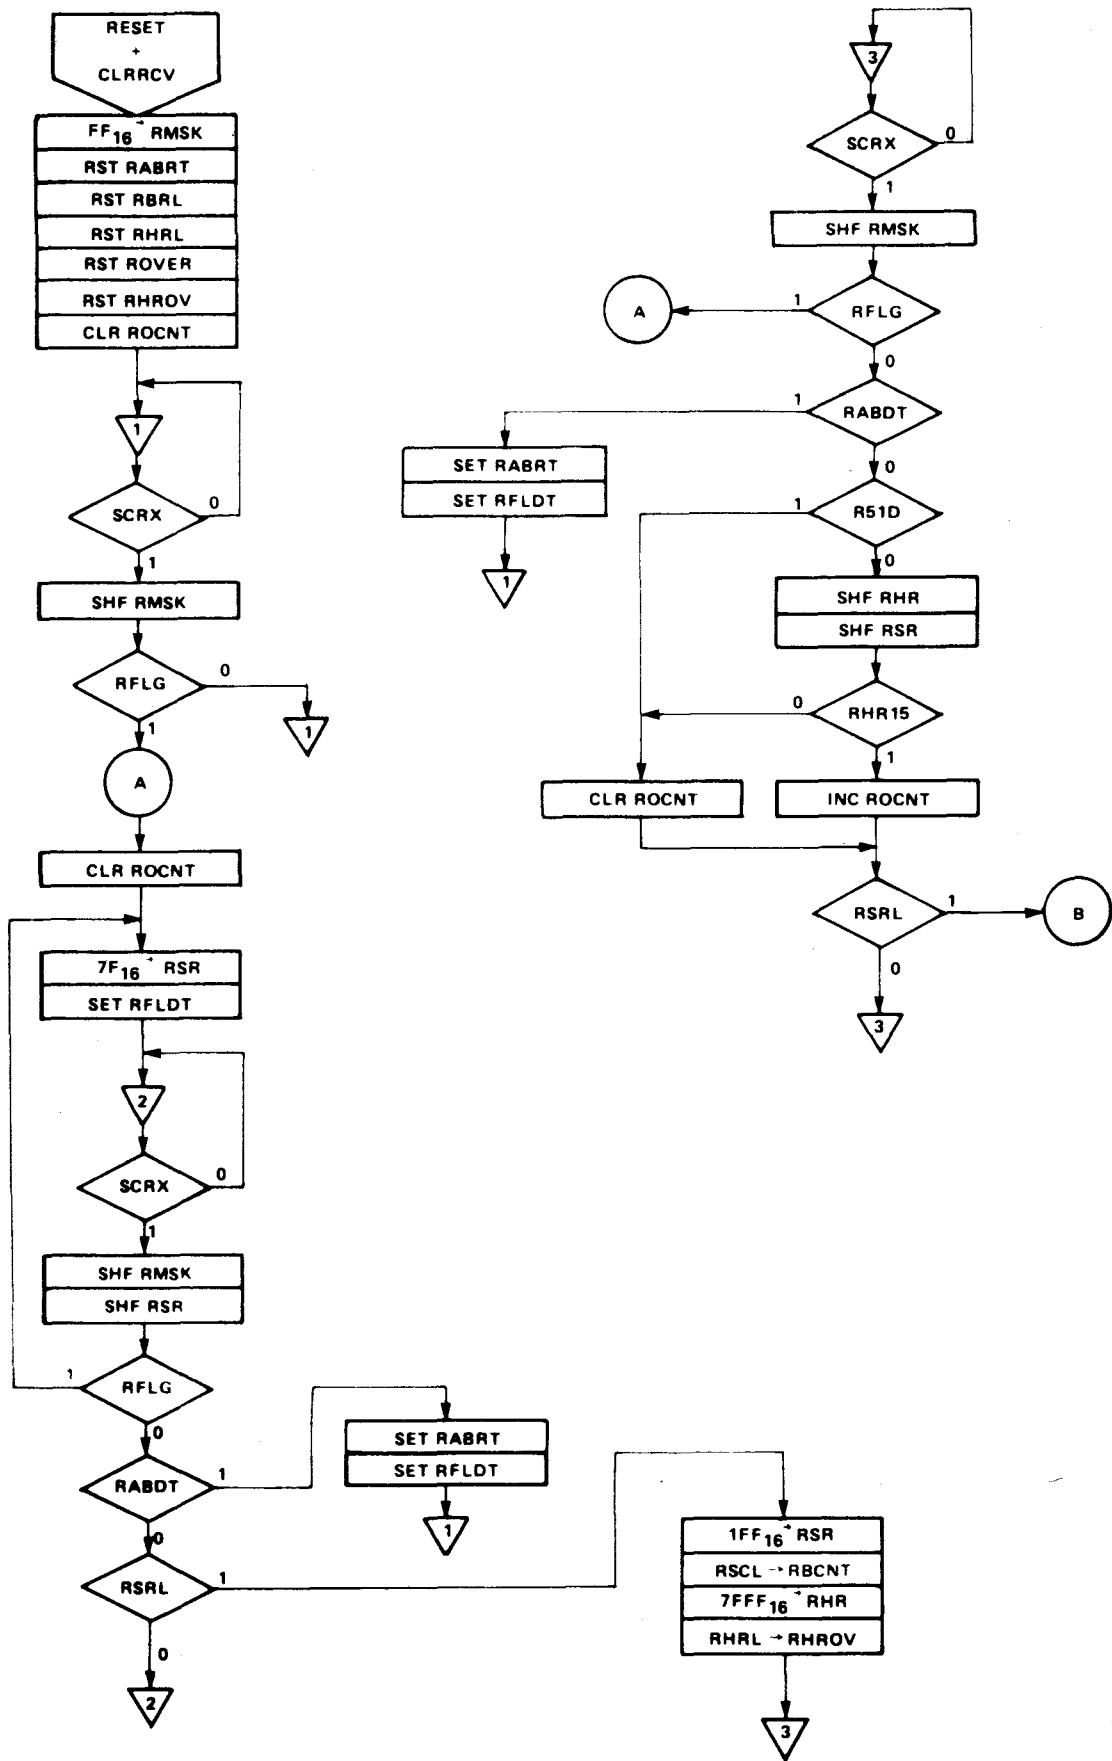 RESET
+
CLRRCV
FF16→ RMSK
RST RABRT
RST RBRL
RST RHRL
RST ROVER
RST RHROV
CLR ROCNT
1
SCRX
0
1
SHF RMSK
RFLG
0
1
1
A
CLR ROCNT
7F16→ RSR
SET RFLDT
2
SCRX
0
1
SHF RMSK
SHF RSR
1
RFLG
0
RABDT
1
SET RABRT
SET RFLDT
1
0
RSRL
1
0
2
1FF16→ RSR
RSCL → RBCNT
7FFF16→ RHR
RHRL → RHROV
3
3
SCRX
0
1
SHF RMSK
A
1
RFLG
0
1
RABDT
SET RABRT
SET RFLDT
1
0
1
R51D
0
SHF RHR
SHF RSR
0
RHR15
1
CLR ROCNT
INC ROCNT
RSRL
1
B
0
3